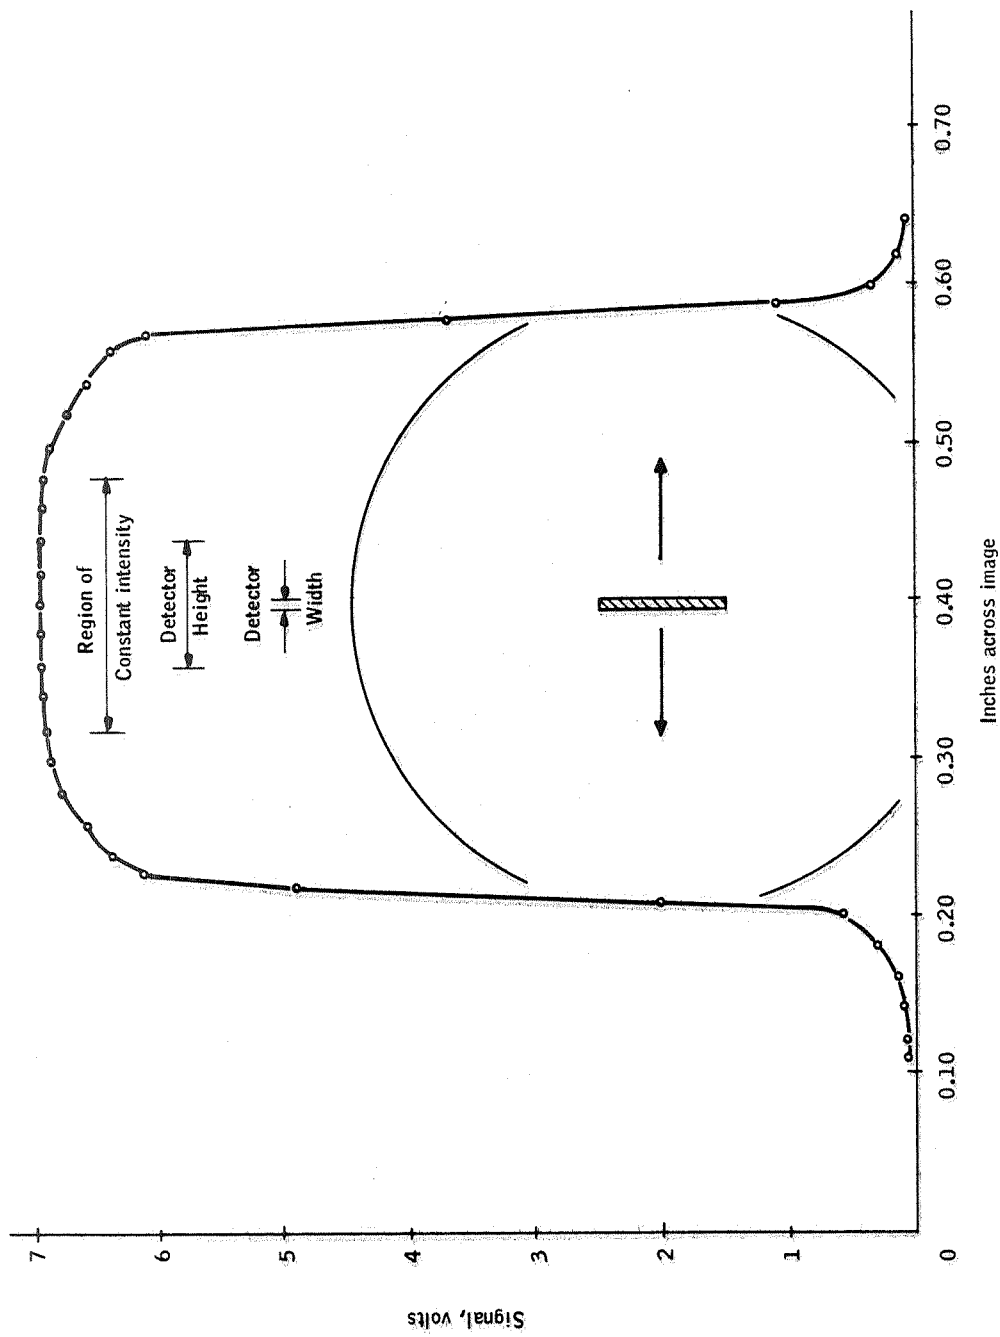 7
6
5
4
3
2
1
0
Signal, volts
Region of
Constant intensity
Detector
Height
Detector
Width
0.10
0.20
0.30
0.40
0.50
0.60
0.70
Inches across image